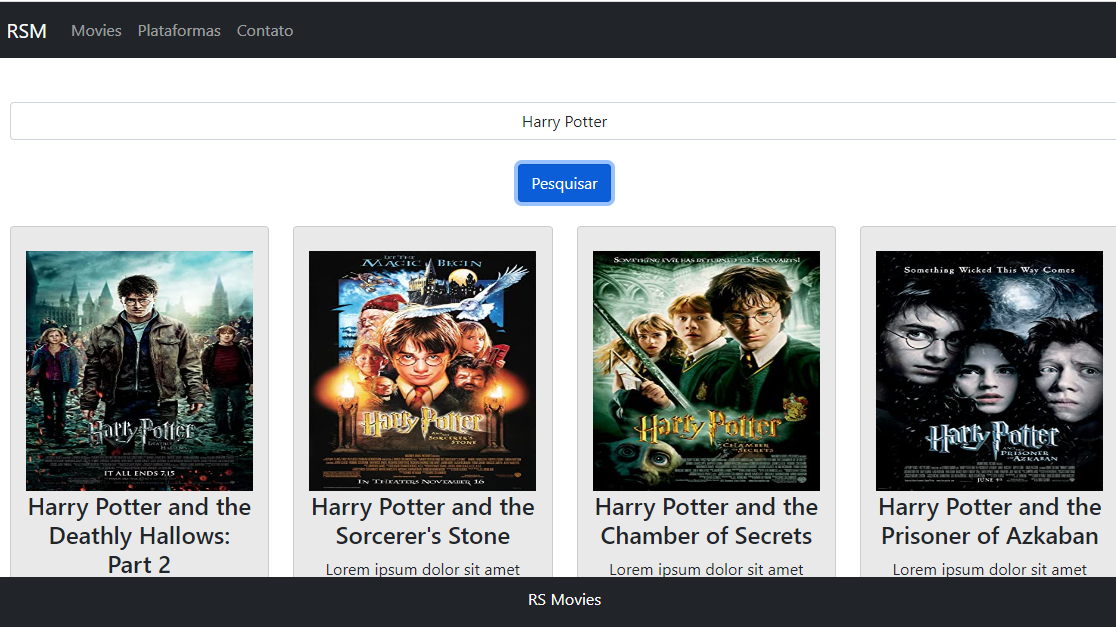 RSM Movies Plataformas Contato
Harry Potter
Pesquisar
Harry Potter
IT ALL ENDS 7.15
LET THE
MAGIC BEGIN
Harry Potter
AND THE
SORCERER'S STONE
IN THEATERS NOVEMBER 16
SOMETHING EVIL HAS RETURNED TO HOGWARTS!
Harry Potter
AND THE
CHAMBER OF SECRETS
Something Wicked This Way Comes
Harry Potter
AND THE
PRISONER OF AZKABAN
JUNE 4
Harry Potter and the
Deathly Hallows:
Part 2
Harry Potter and the
Sorcerer's Stone
Lorem ipsum dolor sit amet
Harry Potter and the
Chamber of Secrets
Lorem ipsum dolor sit amet
Harry Potter and the
Prisoner of Azkaban
Lorem ipsum dolor sit amet
RS Movies